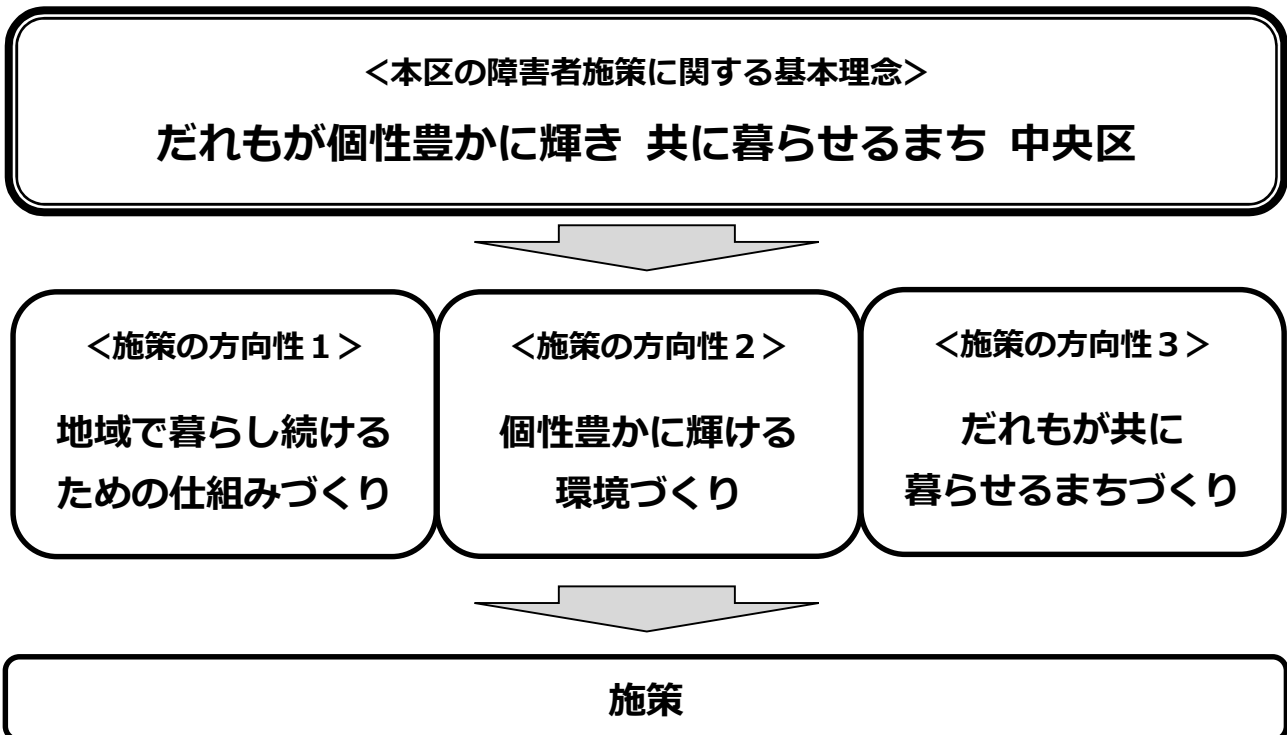 ＜本区の障害者施策に関する基本理念＞
だれもが個性豊かに輝き 共に暮らせるまち 中央区
＜施策の方向性１＞
地域で暮らし続ける
ための仕組みづくり
＜施策の方向性２＞
個性豊かに輝ける
環境づくり
＜施策の方向性３＞
だれもが共に
暮らせるまちづくり
施策